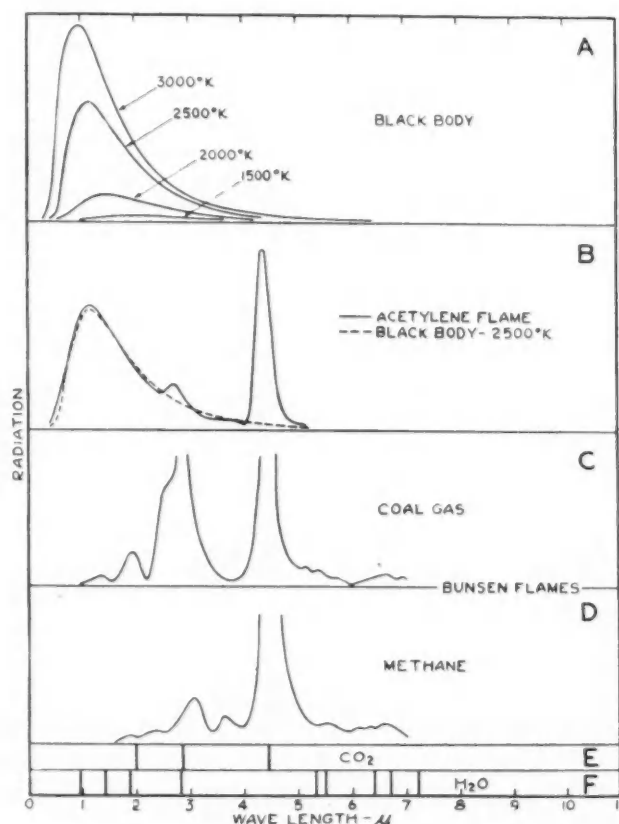 A
3000°K
2500°K
BLACK BODY
2000°K
1500°K
B
ACETYLENE FLAME
BLACK BODY-2500°K
RADIATION
C
COAL GAS
BUNSEN FLAMES
D
METHANE
CO₂
E
H₂O
F
0 1 2 3 4 5 6 7 8 9 10
WAVE LENGTH-μ